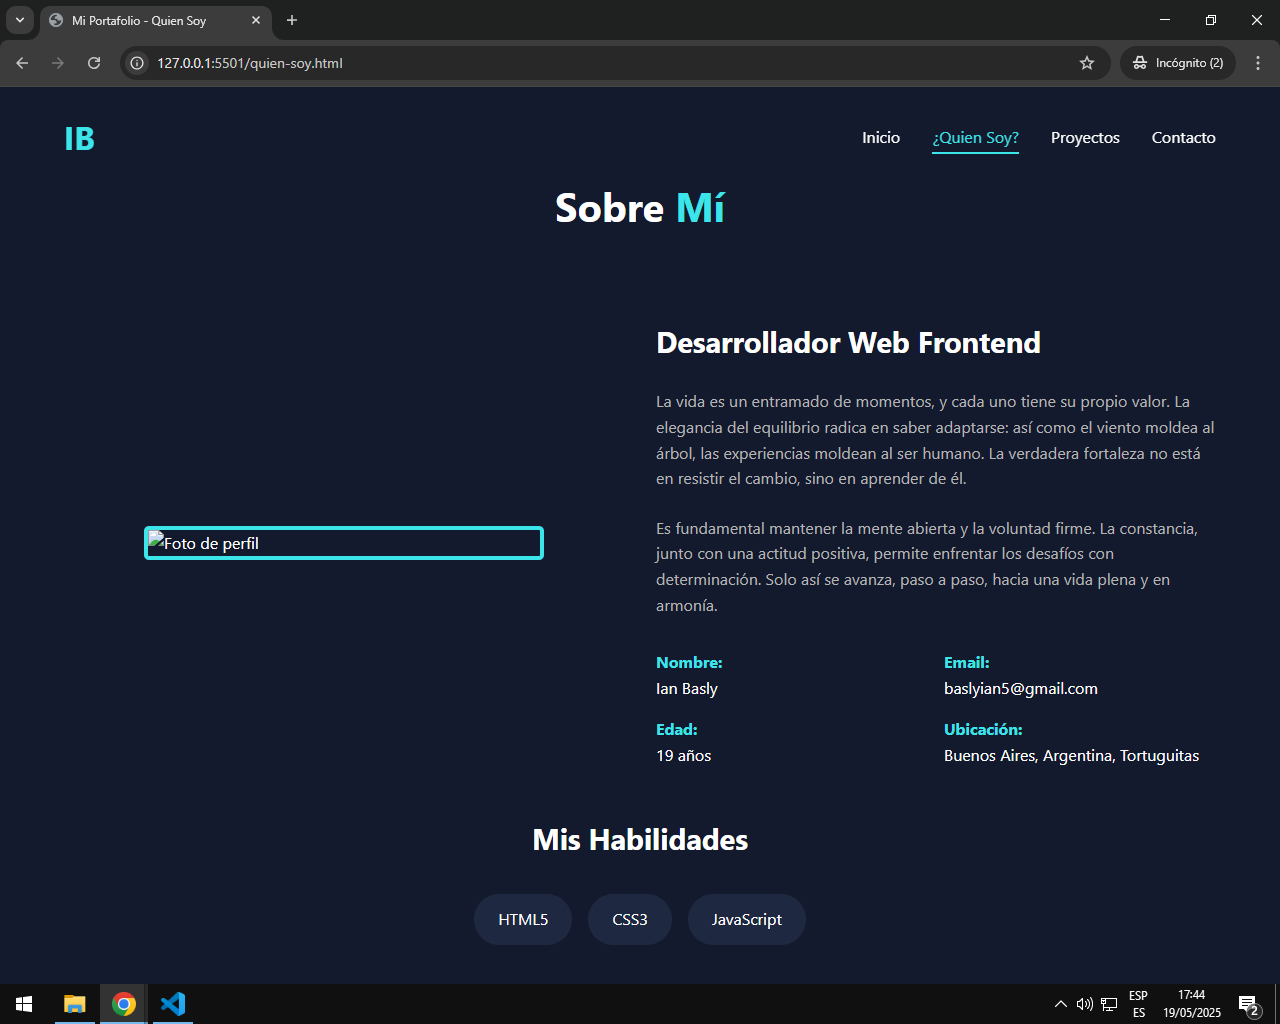 Mi Portafolio - Quien Soy
127.0.0.1:5501/quien-soy.html
Incógnito (2)
IB
Inicio
¿Quien Soy?
Proyectos
Contacto
Sobre Mí
Desarrollador Web Frontend
La vida es un entramado de momentos, y cada uno tiene su propio valor. La
elegancia del equilibrio radica en saber adaptarse: así como el viento moldea al
árbol, las experiencias moldean al ser humano. La verdadera fortaleza no está
en resistir el cambio, sino en aprender de él.
Es fundamental mantener la mente abierta y la voluntad firme. La constancia,
junto con una actitud positiva, permite enfrentar los desafíos con
determinación. Solo así se avanza, paso a paso, hacia una vida plena y en
armonía.
Foto de perfil
Nombre:
Ian Basly
Email:
baslyian5@gmail.com
Edad:
19 años
Ubicación:
Buenos Aires, Argentina, Tortuguitas
Mis Habilidades
HTML5
CSS3
JavaScript
ESP
ES
17:44
19/05/2025
2